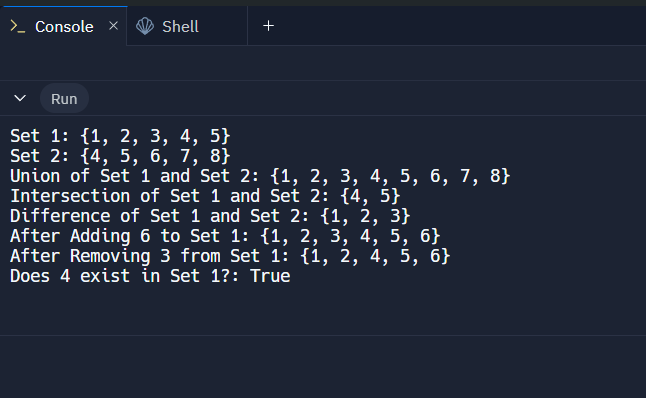 Console
Shell
Run
Set 1: {1, 2, 3, 4, 5}
Set 2: {4, 5, 6, 7, 8}
Union of Set 1 and Set 2: {1, 2, 3, 4, 5, 6, 7, 8}
Intersection of Set 1 and Set 2: {4, 5}
Difference of Set 1 and Set 2: {1, 2, 3}
After Adding 6 to Set 1: {1, 2, 3, 4, 5, 6}
After Removing 3 from Set 1: {1, 2, 4, 5, 6}
Does 4 exist in Set 1?: True